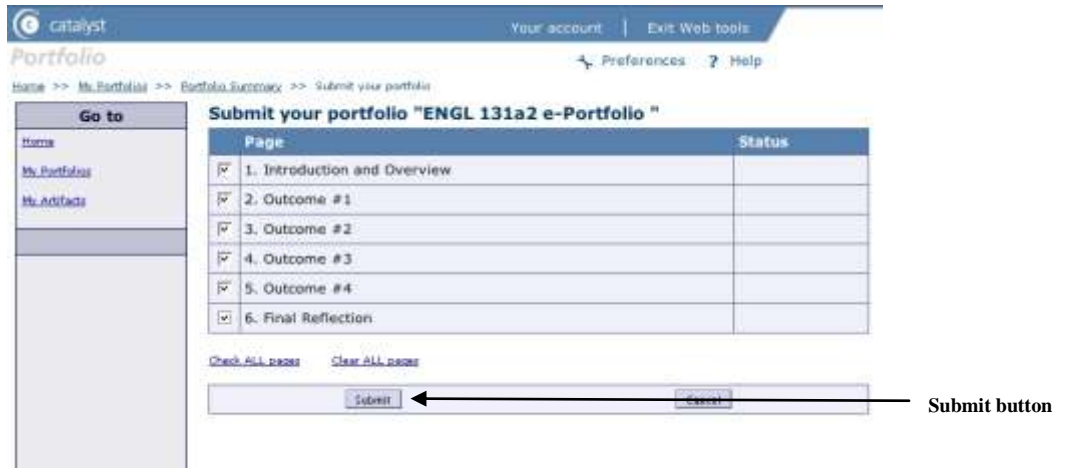 catalyst
Your account | Exit Web tools
Portfolio
Preferences ? Help
Home >> My Portfolios >> Portfolio Summary >> Submit your portfolio
Go to
Home
My Portfolios
My Artifacts
Submit your portfolio "ENGL 131a2 e-Portfolio "
Page Status
1. Introduction and Overview
2. Outcome #1
3. Outcome #2
4. Outcome #3
5. Outcome #4
6. Final Reflection
Check ALL pages Clear ALL pages
Submit Cancel
Submit button